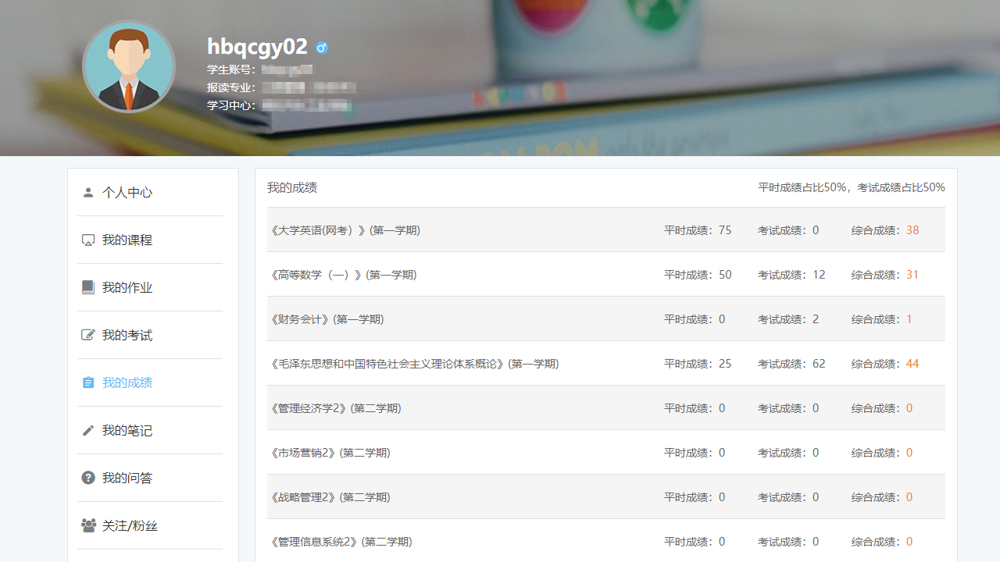 hbqcgy02
学生账号：
报读专业：
学习中心：
个人中心
我的课程
我的作业
我的考试
我的成绩
我的笔记
我的问答
关注/粉丝
我的成绩 平时成绩占比50%，考试成绩占比50%
《大学英语(网考）》(第一学期) 平时成绩：75 考试成绩：0 综合成绩：38
《高等数学（一）》(第一学期) 平时成绩：50 考试成绩：12 综合成绩：31
《财务会计》(第一学期) 平时成绩：0 考试成绩：2 综合成绩：1
《毛泽东思想和中国特色社会主义理论体系概论》(第一学期) 平时成绩：25 考试成绩：62 综合成绩：44
《管理经济学2》(第二学期) 平时成绩：0 考试成绩：0 综合成绩：0
《市场营销2》(第二学期) 平时成绩：0 考试成绩：0 综合成绩：0
《战略管理2》(第二学期) 平时成绩：0 考试成绩：0 综合成绩：0
《管理信息系统2》(第二学期) 平时成绩：0 考试成绩：0 综合成绩：0